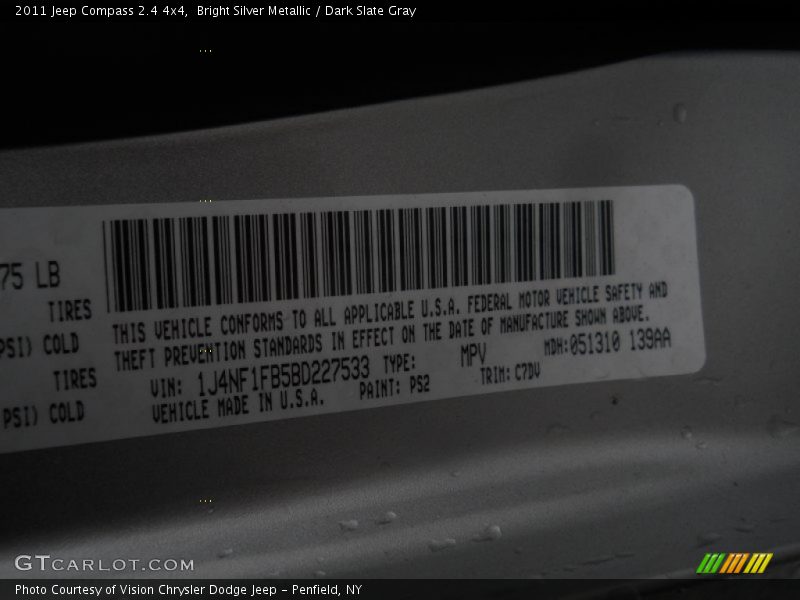 2011 Jeep Compass 2.4 4x4, Bright Silver Metallic / Dark Slate Gray
75 LB
TIRES
PSI) COLD
TIRES
PSI) COLD
THIS VEHICLE CONFORMS TO ALL APPLICABLE U.S.A. FEDERAL MOTOR VEHICLE SAFETY AND
THEFT PREVENTION STANDARDS IN EFFECT ON THE DATE OF MANUFACTURE SHOWN ABOVE.
VIN: 1J4NF1FB5BD227533 TYPE: MPV MDH:051310 139AA
VEHICLE MADE IN U.S.A. PAINT: PS2 TRIM: C7DV
GTCARLOT.COM
Photo Courtesy of Vision Chrysler Dodge Jeep – Penfield, NY